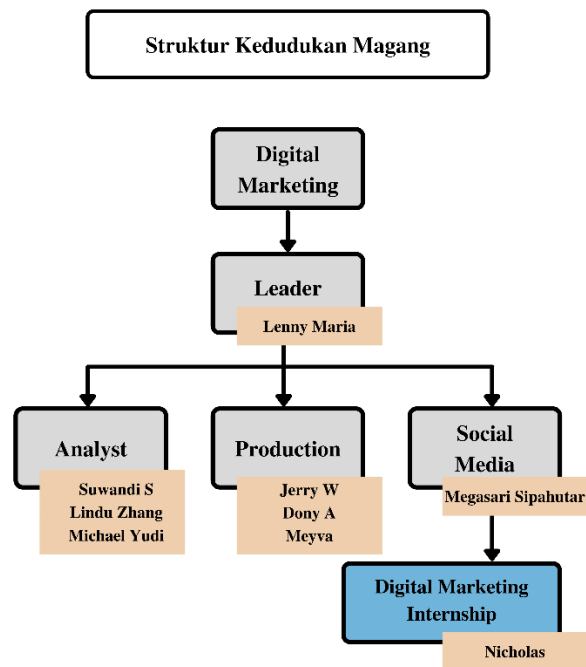 Struktur Kedudukan Magang
Digital
Marketing
Leader
Lenny Maria
Analyst
Suwandi S
Lindu Zhang
Michael Yudi
Production
Jerry W
Dony A
Meyva
Social
Media
Megasari Sipahutar
Digital Marketing
Internship
Nicholas